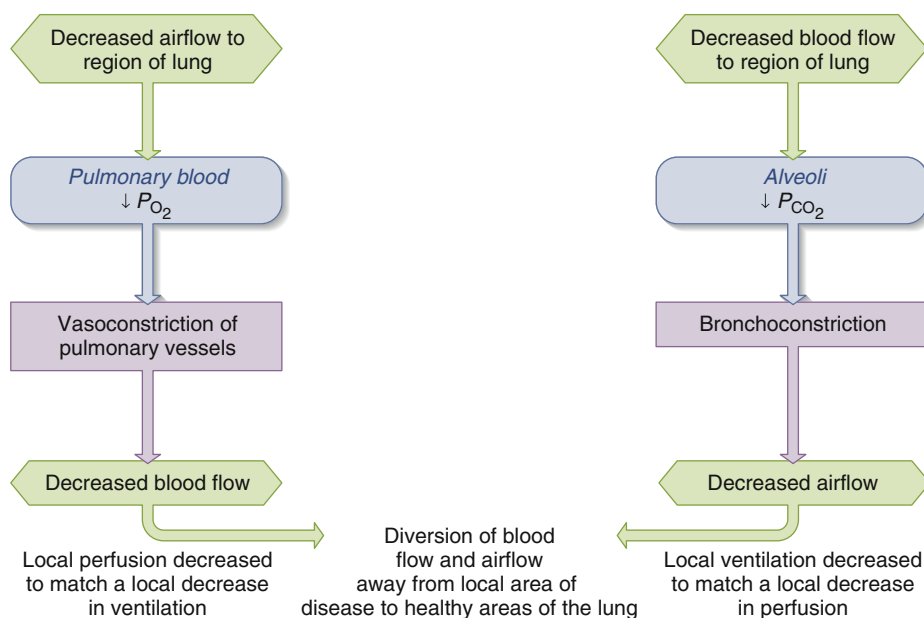 Decreased airflow to
region of lung
Pulmonary blood
↓ PO₂
Vasoconstriction of
pulmonary vessels
Decreased blood flow
Local perfusion decreased
to match a local decrease
in ventilation
Decreased blood flow
to region of lung
Alveoli
↓ PCO₂
Bronchoconstriction
Decreased airflow
Local ventilation decreased
to match a local decrease
in perfusion
Diversion of blood
flow and airflow
away from local area of
disease to healthy areas of the lung